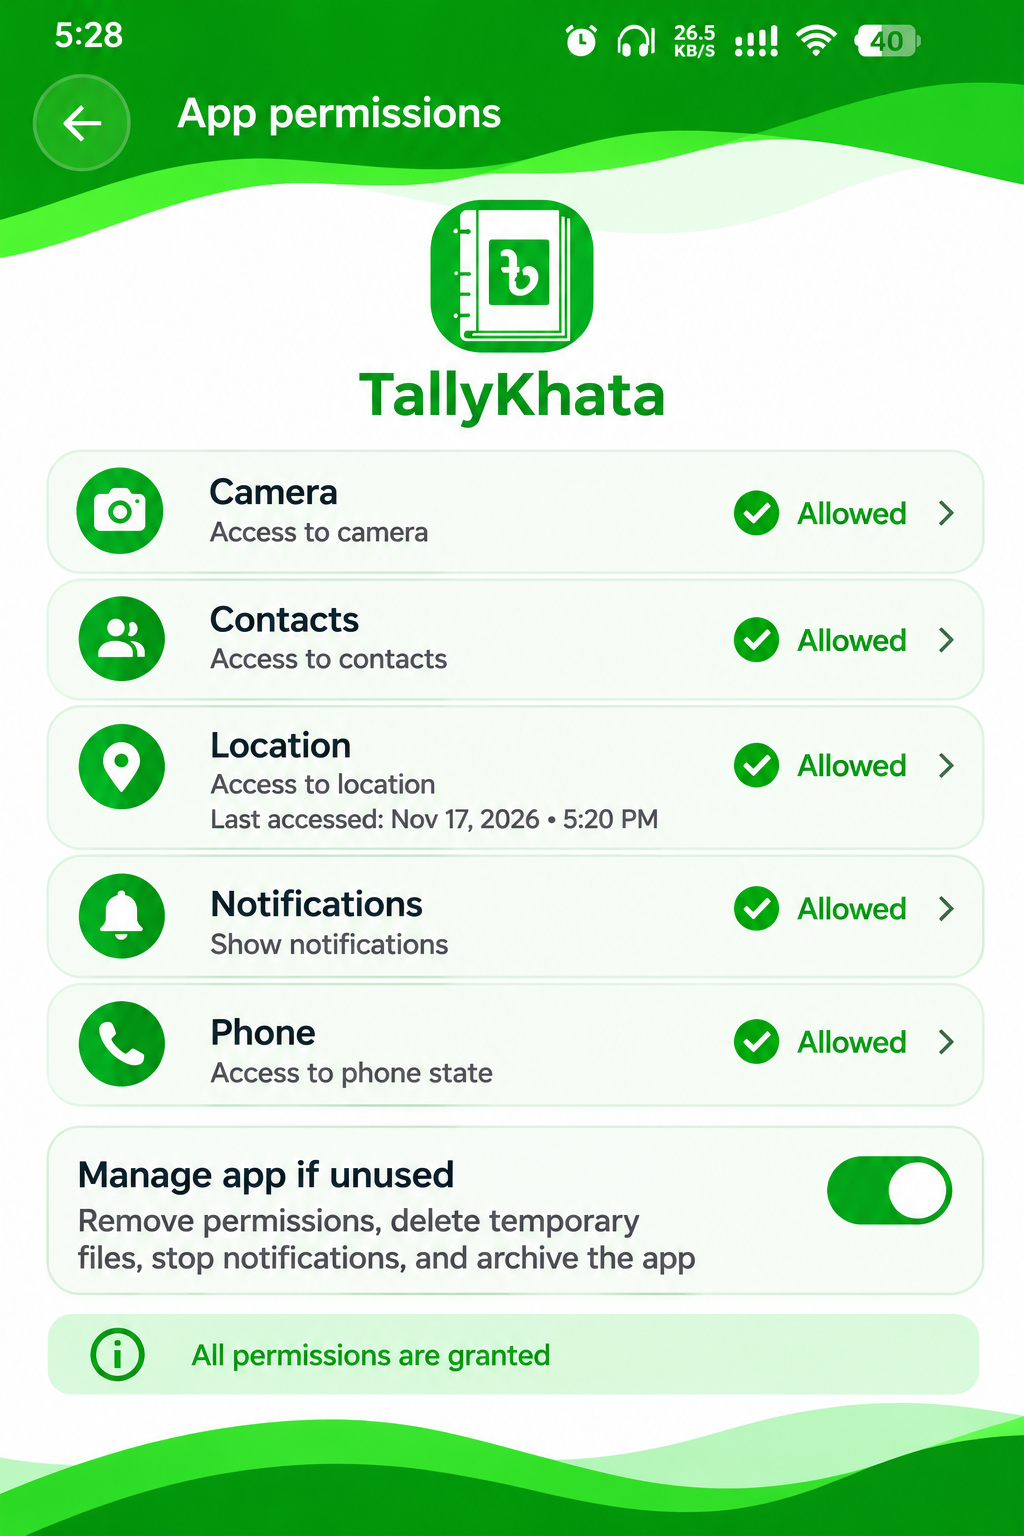 5:28
26.5
KB/S
40
App permissions
৳
TallyKhata
Camera
Access to camera
Allowed
Contacts
Access to contacts
Allowed
Location
Access to location
Last accessed: Nov 17, 2026 • 5:20 PM
Allowed
Notifications
Show notifications
Allowed
Phone
Access to phone state
Allowed
Manage app if unused
Remove permissions, delete temporary
files, stop notifications, and archive the app
All permissions are granted